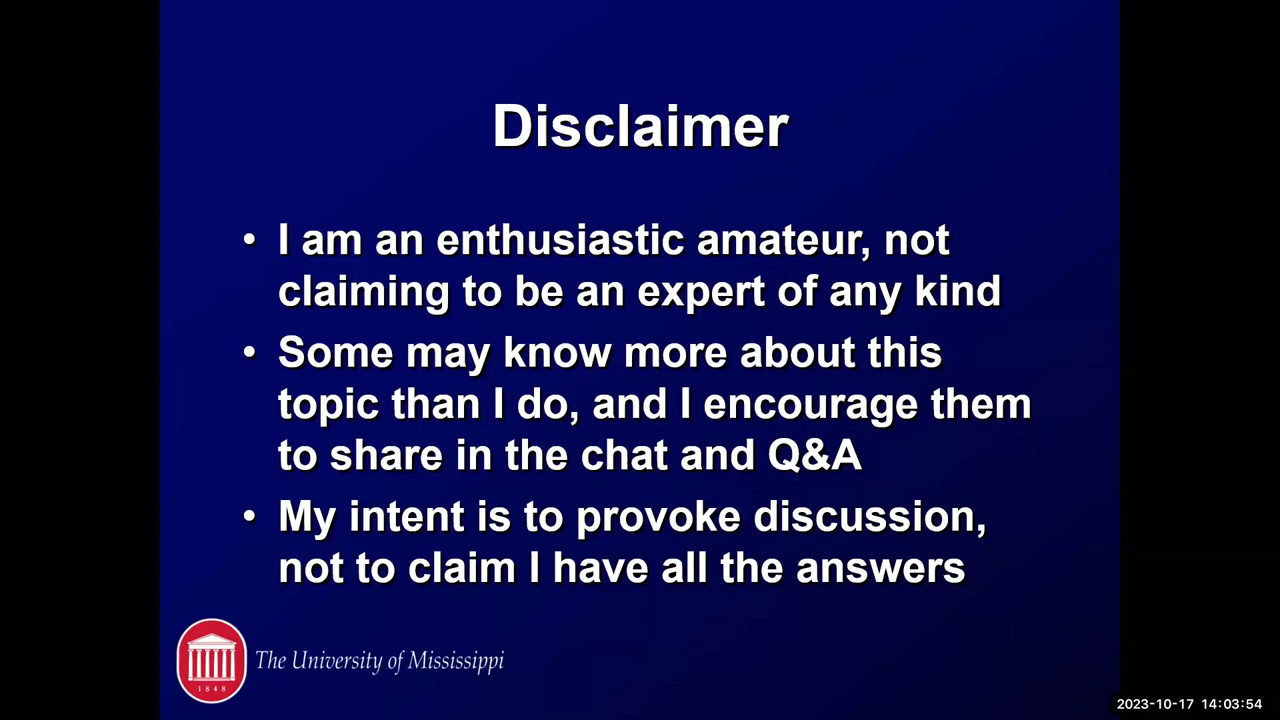 Disclaimer
• I am an enthusiastic amateur, not
claiming to be an expert of any kind
• Some may know more about this
topic than I do, and I encourage them
to share in the chat and Q&A
• My intent is to provoke discussion,
not to claim I have all the answers
1848
The University of Mississippi
2023-10-17 14:03:54